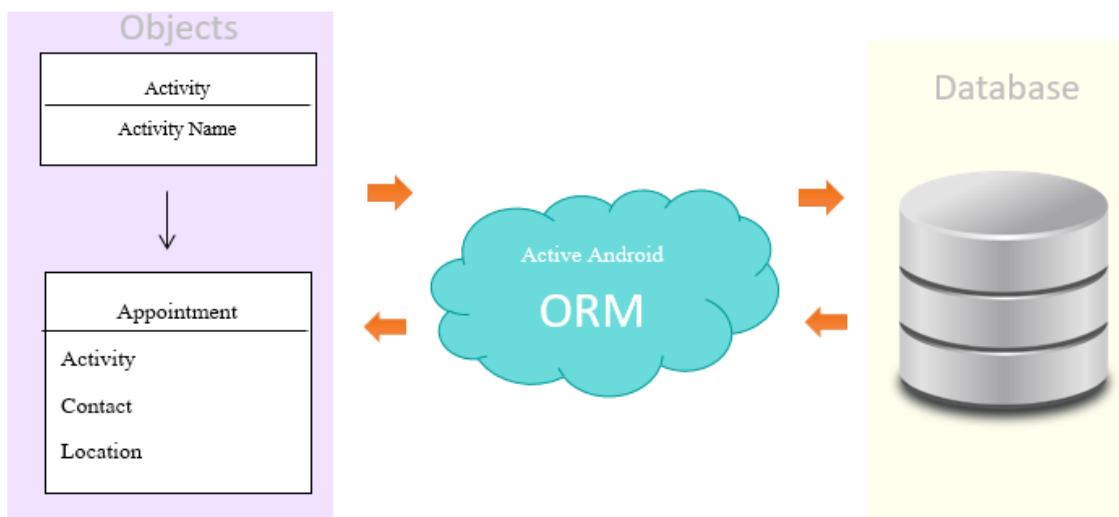 Objects
Activity
Activity Name
Appointment
Activity
Contact
Location
Active Android
ORM
Database